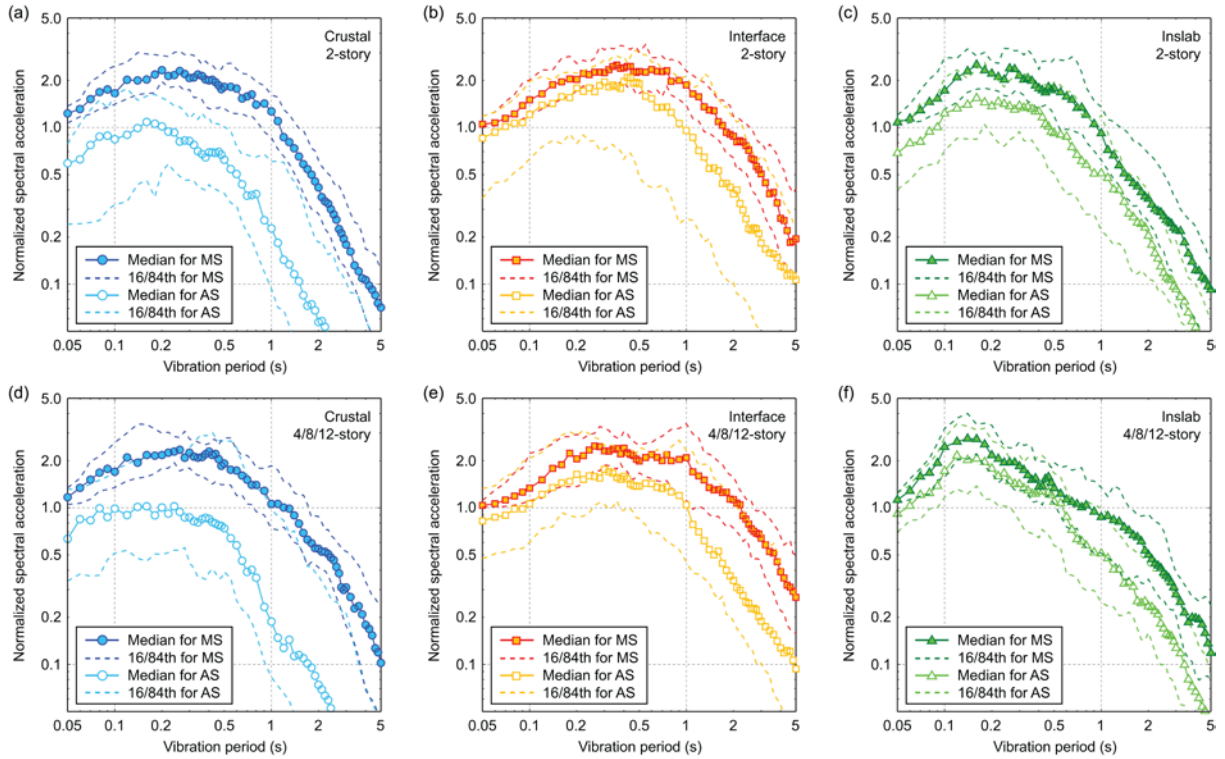 (a)
Crustal
2-story
Normalized spectral acceleration
5.0
2.0
1.0
0.5
0.2
0.1
Median for MS
16/84th for MS
Median for AS
16/84th for AS
0.05 0.1 0.2 0.5 1 2 5
Vibration period (s)
(b)
Interface
2-story
Normalized spectral acceleration
5.0
2.0
1.0
0.5
0.2
0.1
Median for MS
16/84th for MS
Median for AS
16/84th for AS
0.05 0.1 0.2 0.5 1 2 5
Vibration period (s)
(c)
Inslab
2-story
Normalized spectral acceleration
5.0
2.0
1.0
0.5
0.2
0.1
Median for MS
16/84th for MS
Median for AS
16/84th for AS
0.05 0.1 0.2 0.5 1 2 5
Vibration period (s)
(d)
Crustal
4/8/12-story
Normalized spectral acceleration
5.0
2.0
1.0
0.5
0.2
0.1
Median for MS
16/84th for MS
Median for AS
16/84th for AS
0.05 0.1 0.2 0.5 1 2 5
Vibration period (s)
(e)
Interface
4/8/12-story
Normalized spectral acceleration
5.0
2.0
1.0
0.5
0.2
0.1
Median for MS
16/84th for MS
Median for AS
16/84th for AS
0.05 0.1 0.2 0.5 1 2 5
Vibration period (s)
(f)
Inslab
4/8/12-story
Normalized spectral acceleration
5.0
2.0
1.0
0.5
0.2
0.1
Median for MS
16/84th for MS
Median for AS
16/84th for AS
0.05 0.1 0.2 0.5 1 2 5
Vibration period (s)